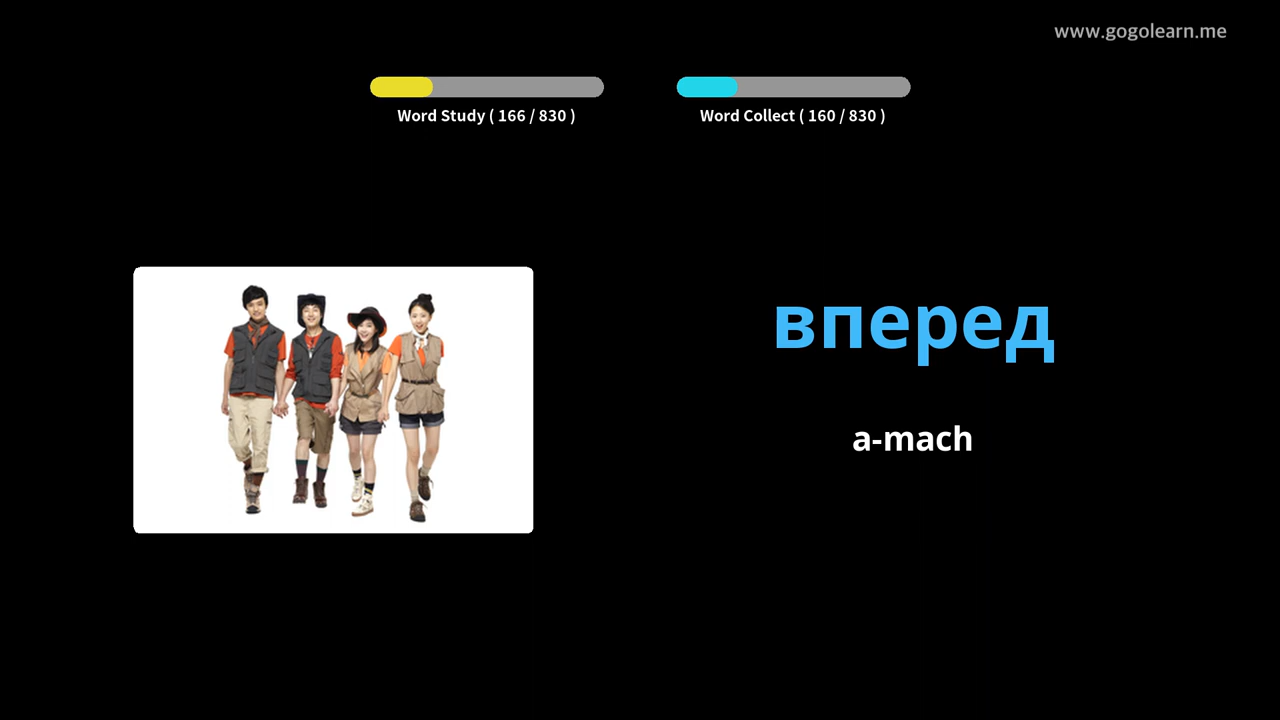 www.gogolearn.me
Word Study ( 166 / 830 )
Word Collect ( 160 / 830 )
вперед
a-mach